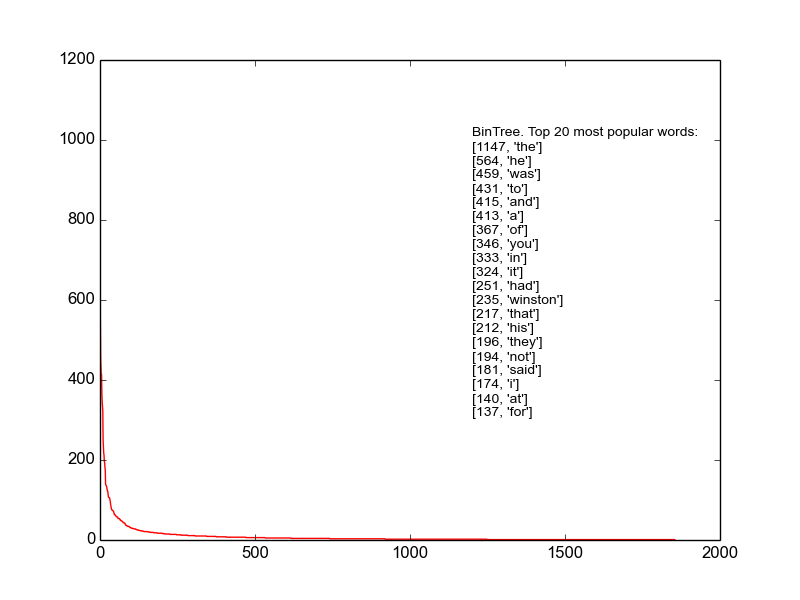 1200
1000
800
600
400
200
0
0 500 1000 1500 2000
BinTree. Top 20 most popular words:
[1147, 'the']
[564, 'he']
[459, 'was']
[431, 'to']
[415, 'and']
[413, 'a']
[367, 'of']
[346, 'you']
[333, 'in']
[324, 'it']
[251, 'had']
[235, 'winston']
[217, 'that']
[212, 'his']
[196, 'they']
[194, 'not']
[181, 'said']
[174, 'i']
[140, 'at']
[137, 'for']